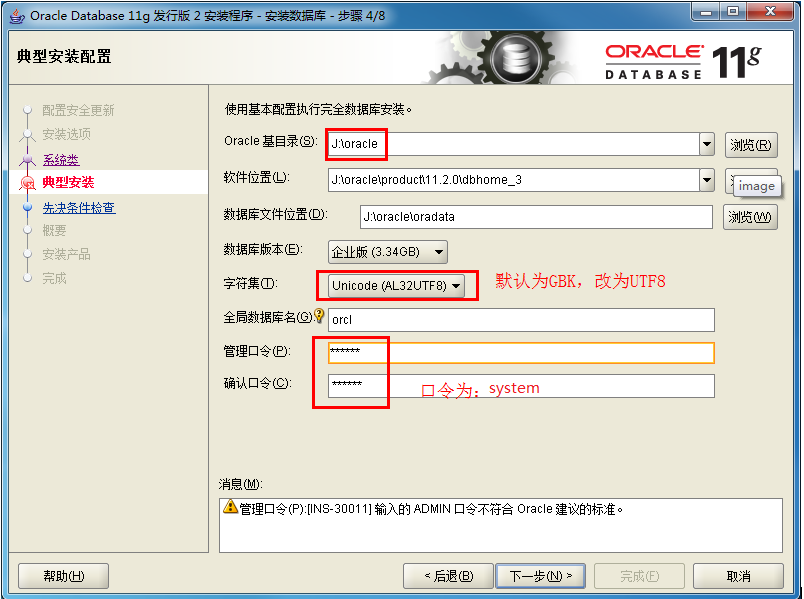 Oracle Database 11g 发行版 2 安装程序 - 安装数据库 - 步骤 4/8
典型安装配置
ORACLE
DATABASE 11g
配置安全更新
安装选项
系统类
典型安装
先决条件检查
概要
安装产品
完成
使用基本配置执行完全数据库安装。
Oracle 基目录(S): J:\oracle 浏览(R)
软件位置(L): J:\oracle\product\11.2.0\dbhome_3
image
数据库文件位置(D): J:\oracle\oradata 浏览(W)
数据库版本(E): 企业版 (3.34GB)
字符集(T): Unicode (AL32UTF8) 默认为GBK，改为UTF8
全局数据库名(G) orcl
管理口令(P): ******
确认口令(C): ****** 口令为：system
消息(M):
管理口令(P):[INS-30011] 输入的 ADMIN 口令不符合 Oracle 建议的标准。
帮助(H) < 后退(B) 下一步(N) > 完成(F) 取消